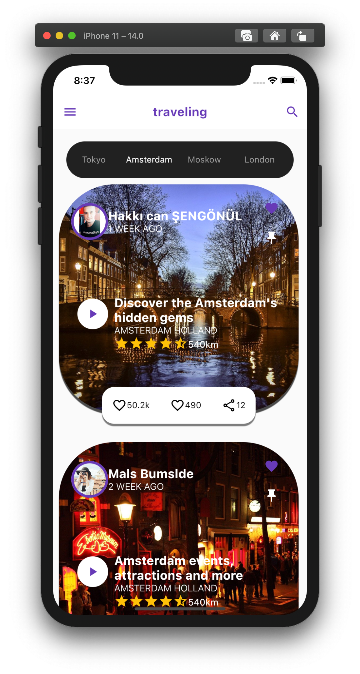 iPhone 11 – 14.0
8:37
traveling
Tokyo Amsterdam Moskow London
Hakkı can ŞENGÖNÜL
1 WEEK AGO
Discover the Amsterdam's
hidden gems
AMSTERDAM HOLLAND
540km
50.2k 490 12
Mals Bumside
2 WEEK AGO
Amsterdam events,
attractions and more
AMSTERDAM HOLLAND
540km